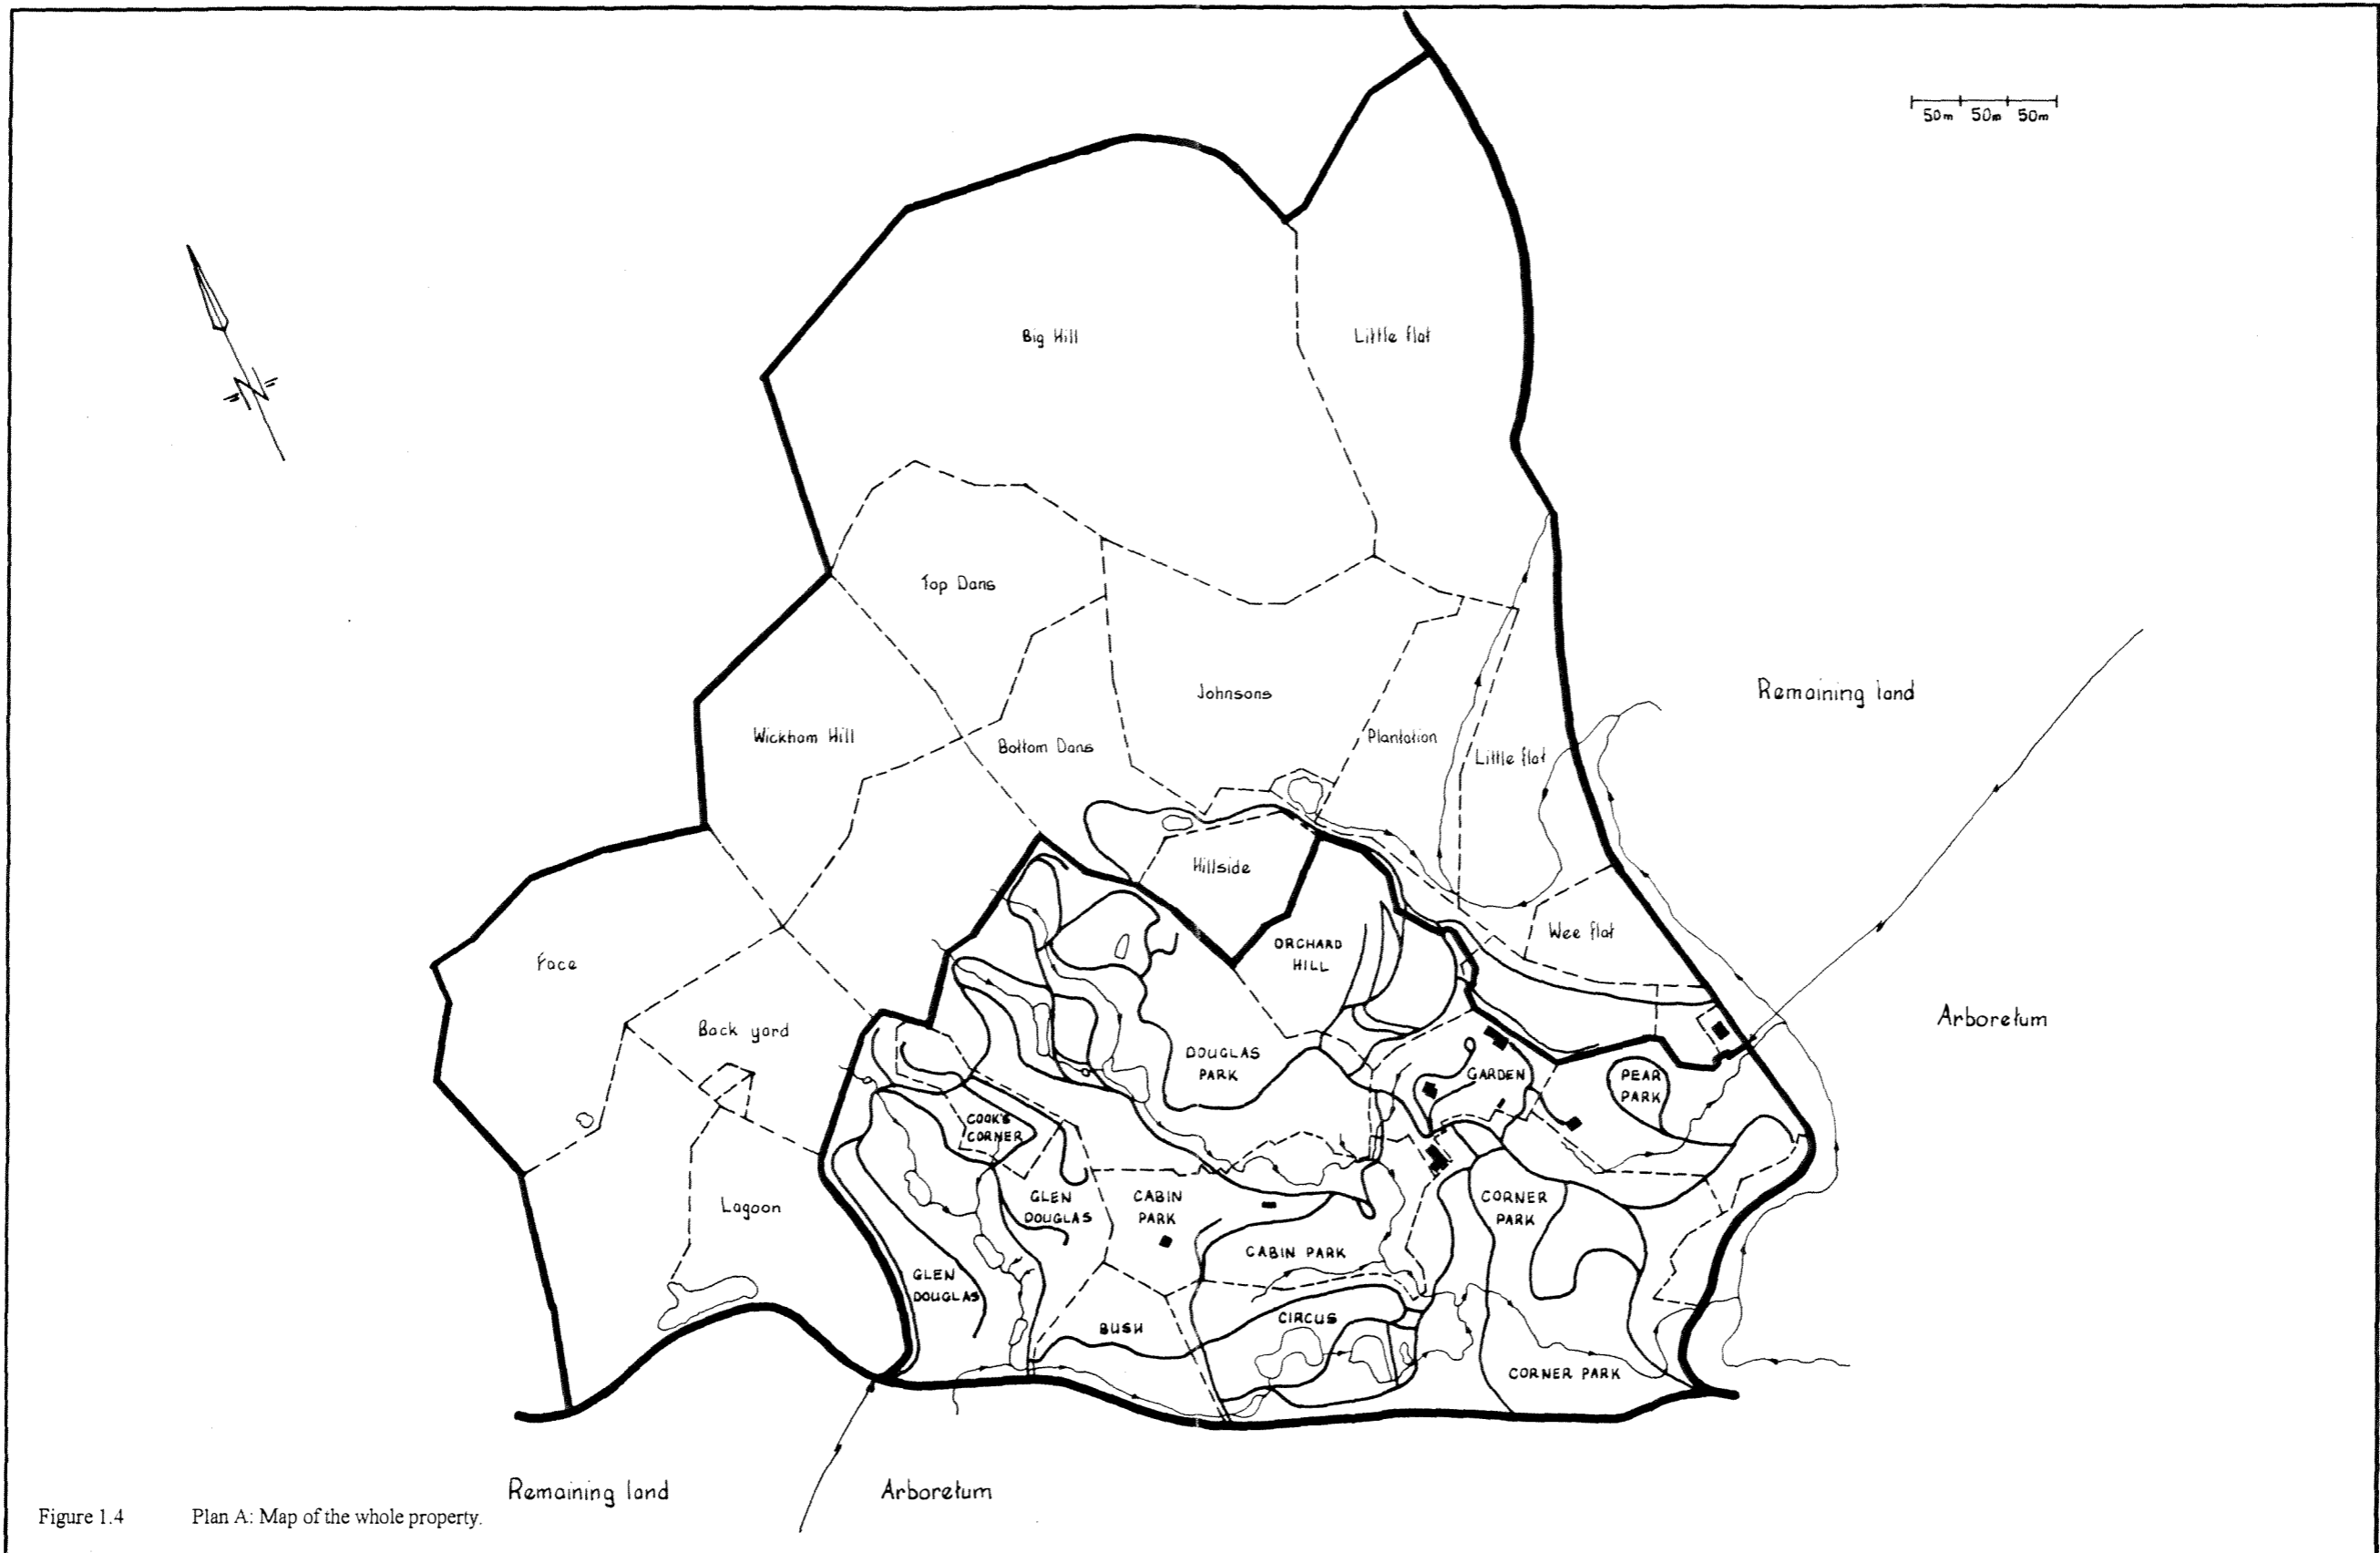 50m 50m 50m
N
Big Hill
Little flat
Top Dans
Johnsons
Remaining land
Wickham Hill
Bottom Dans
Plantation
Little flat
Hillside
Wee flat
ORCHARD
HILL
Face
Back yard
Arboretum
DOUGLAS
PARK
GARDEN
PEAR
PARK
COOK'S
CORNER
GLEN
DOUGLAS
CABIN
PARK
CORNER
PARK
Lagoon
CABIN PARK
GLEN
DOUGLAS
CIRCUS
BUSH
CORNER PARK
Remaining land
Arboretum
Figure 1.4 Plan A: Map of the whole property.